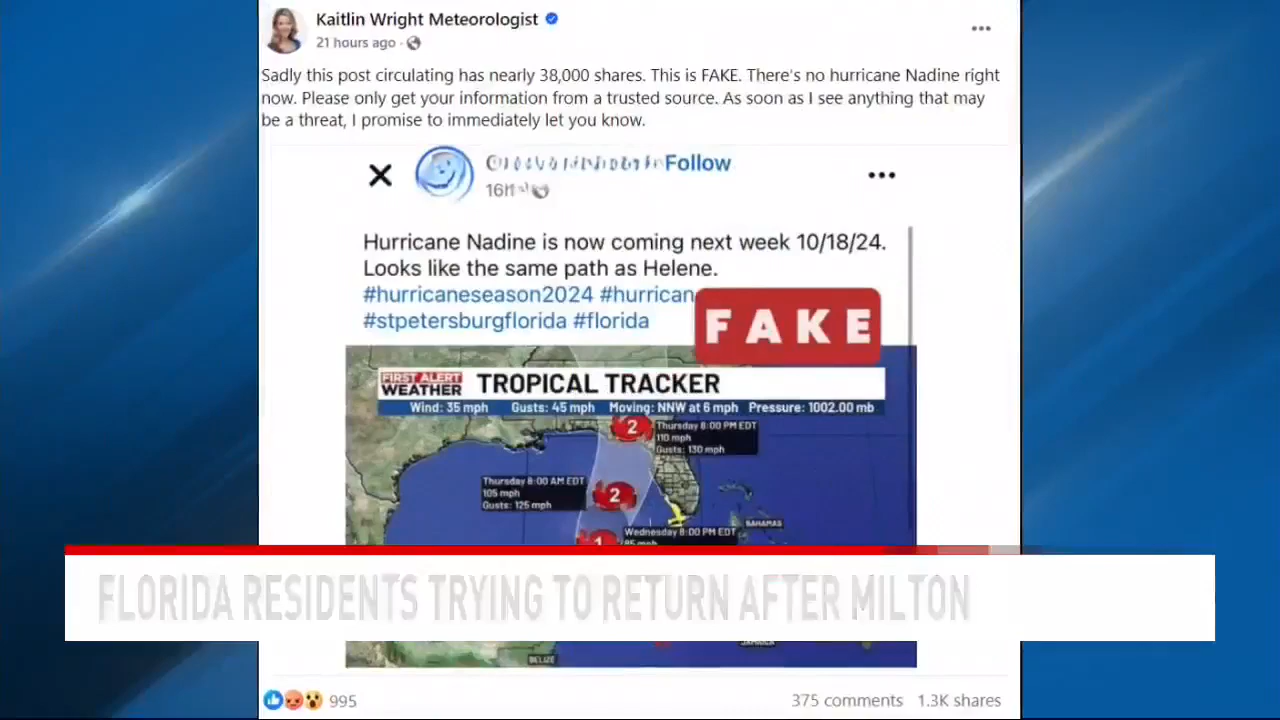 Kaitlin Wright Meteorologist
21 hours ago
Sadly this post circulating has nearly 38,000 shares. This is FAKE. There's no hurricane Nadine right
now. Please only get your information from a trusted source. As soon as I see anything that may
be a threat, I promise to immediately let you know.
Follow
Hurricane Nadine is now coming next week 10/18/24.
Looks like the same path as Helene.
#hurricaneseason2024 #hurrican
#stpetersburgflorida #florida
FAKE
FIRST ALERT
WEATHER
TROPICAL TRACKER
Wind: 35 mph Gusts: 45 mph Moving: NNW at 6 mph Pressure: 1002.00 mb
2
Thursday 8:00 PM EDT
110 mph
Gusts: 130 mph
Thursday 8:00 AM EDT
105 mph
Gusts: 125 mph
2
BAHAMAS
Wednesday 8:00 PM EDT
1
FLORIDA RESIDENTS TRYING TO RETURN AFTER MILTON
JAMAICA
BELIZE
995
375 comments 1.3K shares